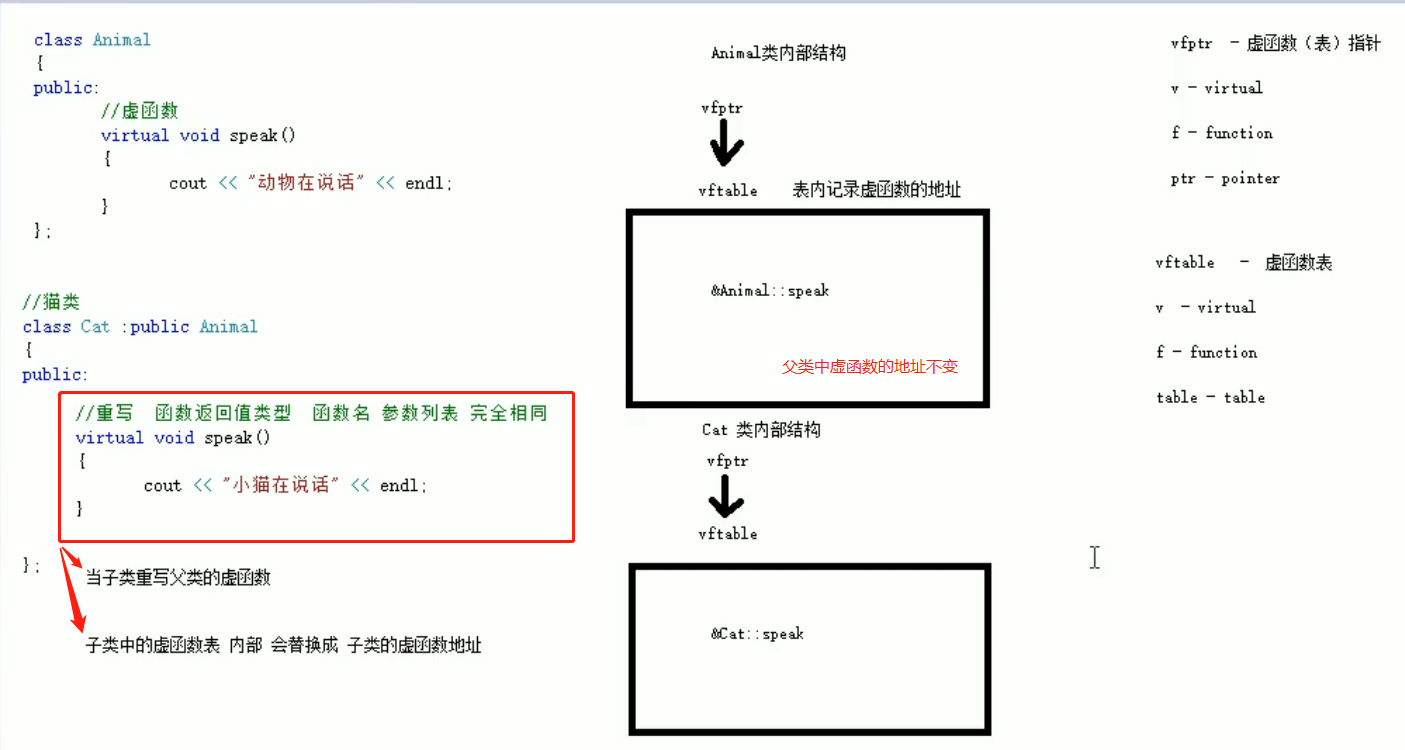 class Animal
{
public:
//虚函数
virtual void speak()
{
cout << "动物在说话" << endl;
}
};
//猫类
class Cat :public Animal
{
public:
//重写 函数返回值类型 函数名 参数列表 完全相同
virtual void speak()
{
cout << "小猫在说话" << endl;
}
};
当子类重写父类的虚函数
子类中的虚函数表 内部 会替换成 子类的虚函数地址
Animal类内部结构
vfptr
vftable 表内记录虚函数的地址
&Animal::speak
父类中虚函数的地址不变
Cat 类内部结构
vfptr
vftable
&Cat::speak
vfptr - 虚函数（表）指针
v - virtual
f - function
ptr - pointer
vftable - 虚函数表
v - virtual
f - function
table - table